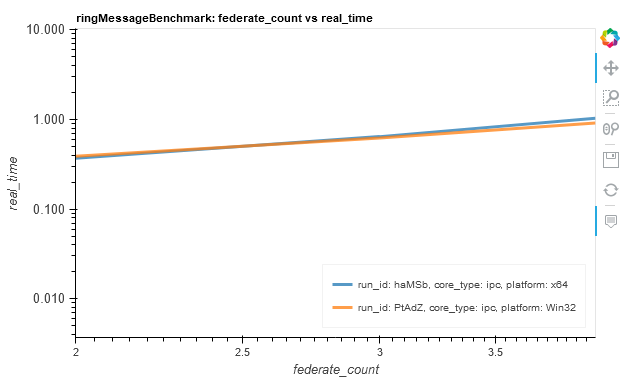 ringMessageBenchmark: federate_count vs real_time
10.000
1.000
0.100
0.010
real_time
run_id: haMSb, core_type: ipc, platform: x64
run_id: PtAdZ, core_type: ipc, platform: Win32
2
2.5
3
3.5
federate_count